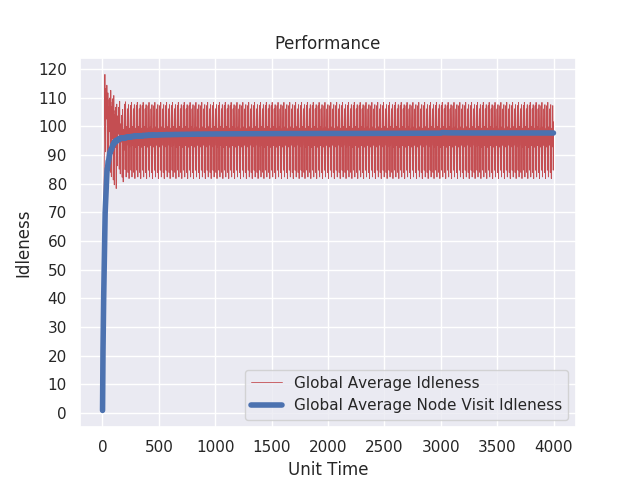 Performance
120
110
100
90
80
70
60
50
40
30
20
10
0
Idleness
Global Average Idleness
Global Average Node Visit Idleness
0 500 1000 1500 2000 2500 3000 3500 4000
Unit Time